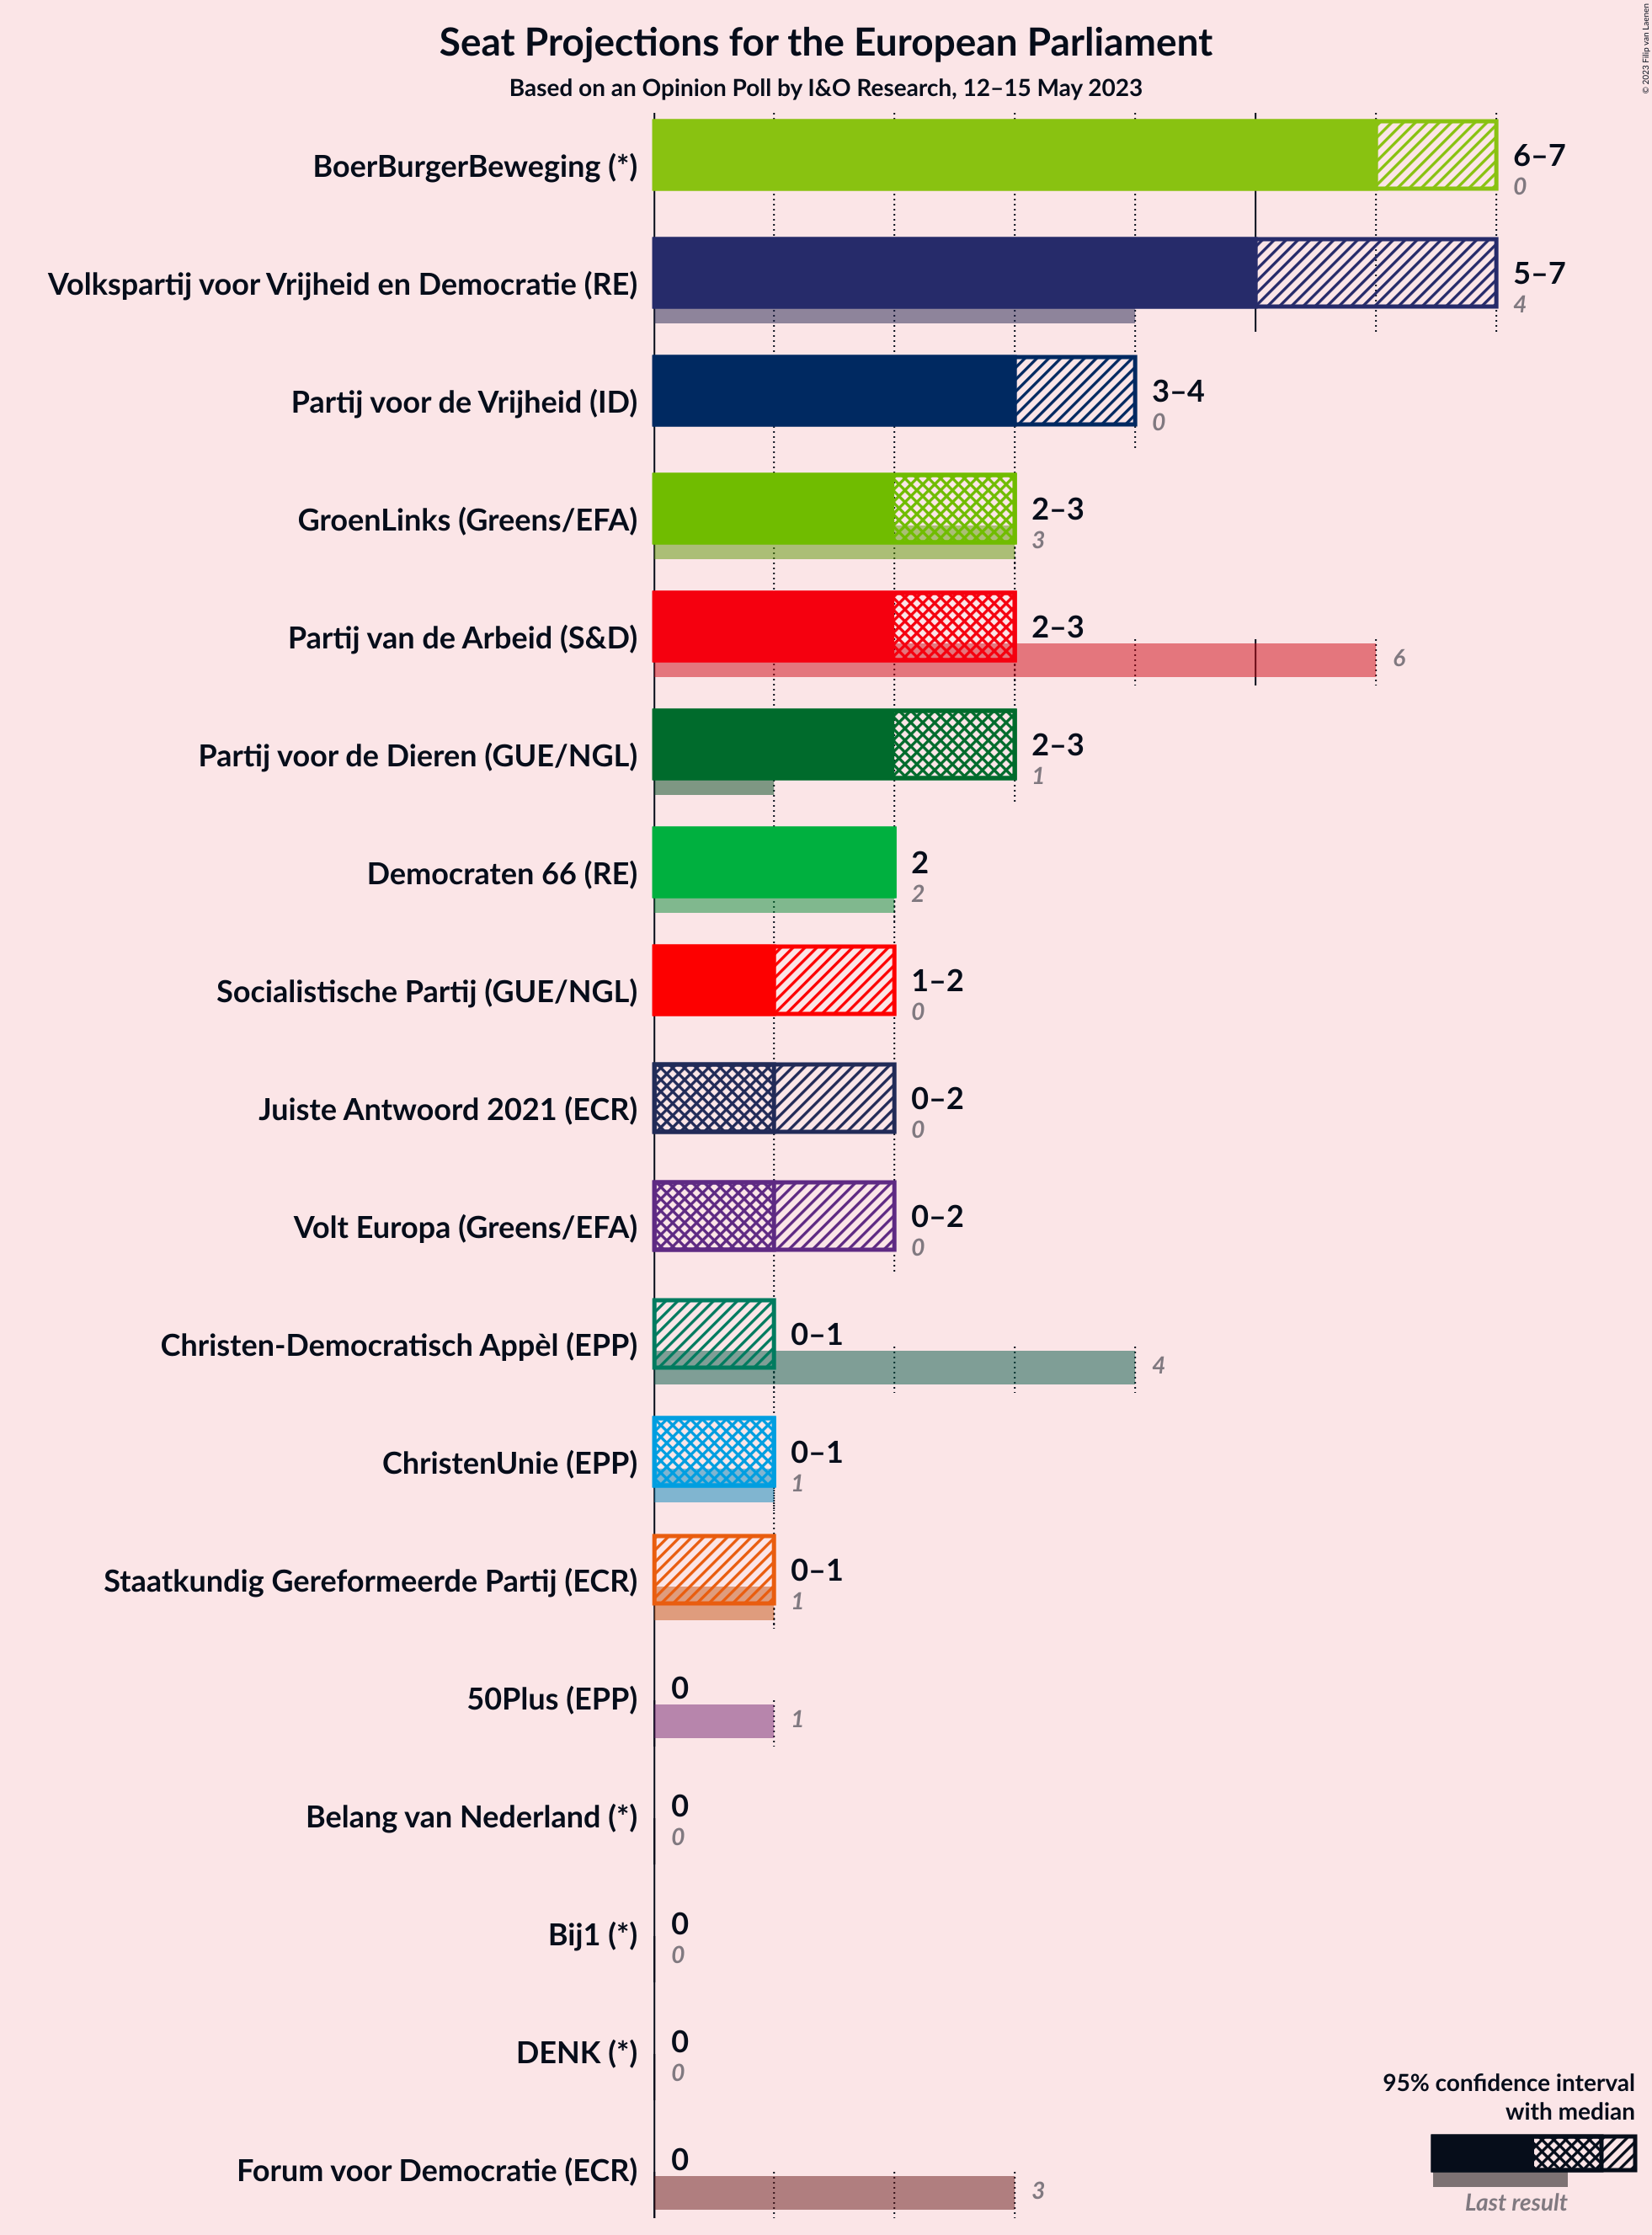 Seat Projections for the European Parliament
Based on an Opinion Poll by I&O Research, 12–15 May 2023
© 2023 Filip van Laenen
BoerBurgerBeweging (*)
6–7
0
Volkspartij voor Vrijheid en Democratie (RE)
5–7
4
Partij voor de Vrijheid (ID)
3–4
0
GroenLinks (Greens/EFA)
2–3
3
Partij van de Arbeid (S&D)
2–3
6
Partij voor de Dieren (GUE/NGL)
2–3
1
Democraten 66 (RE)
2
2
Socialistische Partij (GUE/NGL)
1–2
0
Juiste Antwoord 2021 (ECR)
0–2
0
Volt Europa (Greens/EFA)
0–2
0
Christen-Democratisch Appèl (EPP)
0–1
4
ChristenUnie (EPP)
0–1
1
Staatkundig Gereformeerde Partij (ECR)
0–1
1
50Plus (EPP)
0
1
Belang van Nederland (*)
0
0
Bij1 (*)
0
0
DENK (*)
0
0
Forum voor Democratie (ECR)
0
3
95% confidence interval
with median
Last result